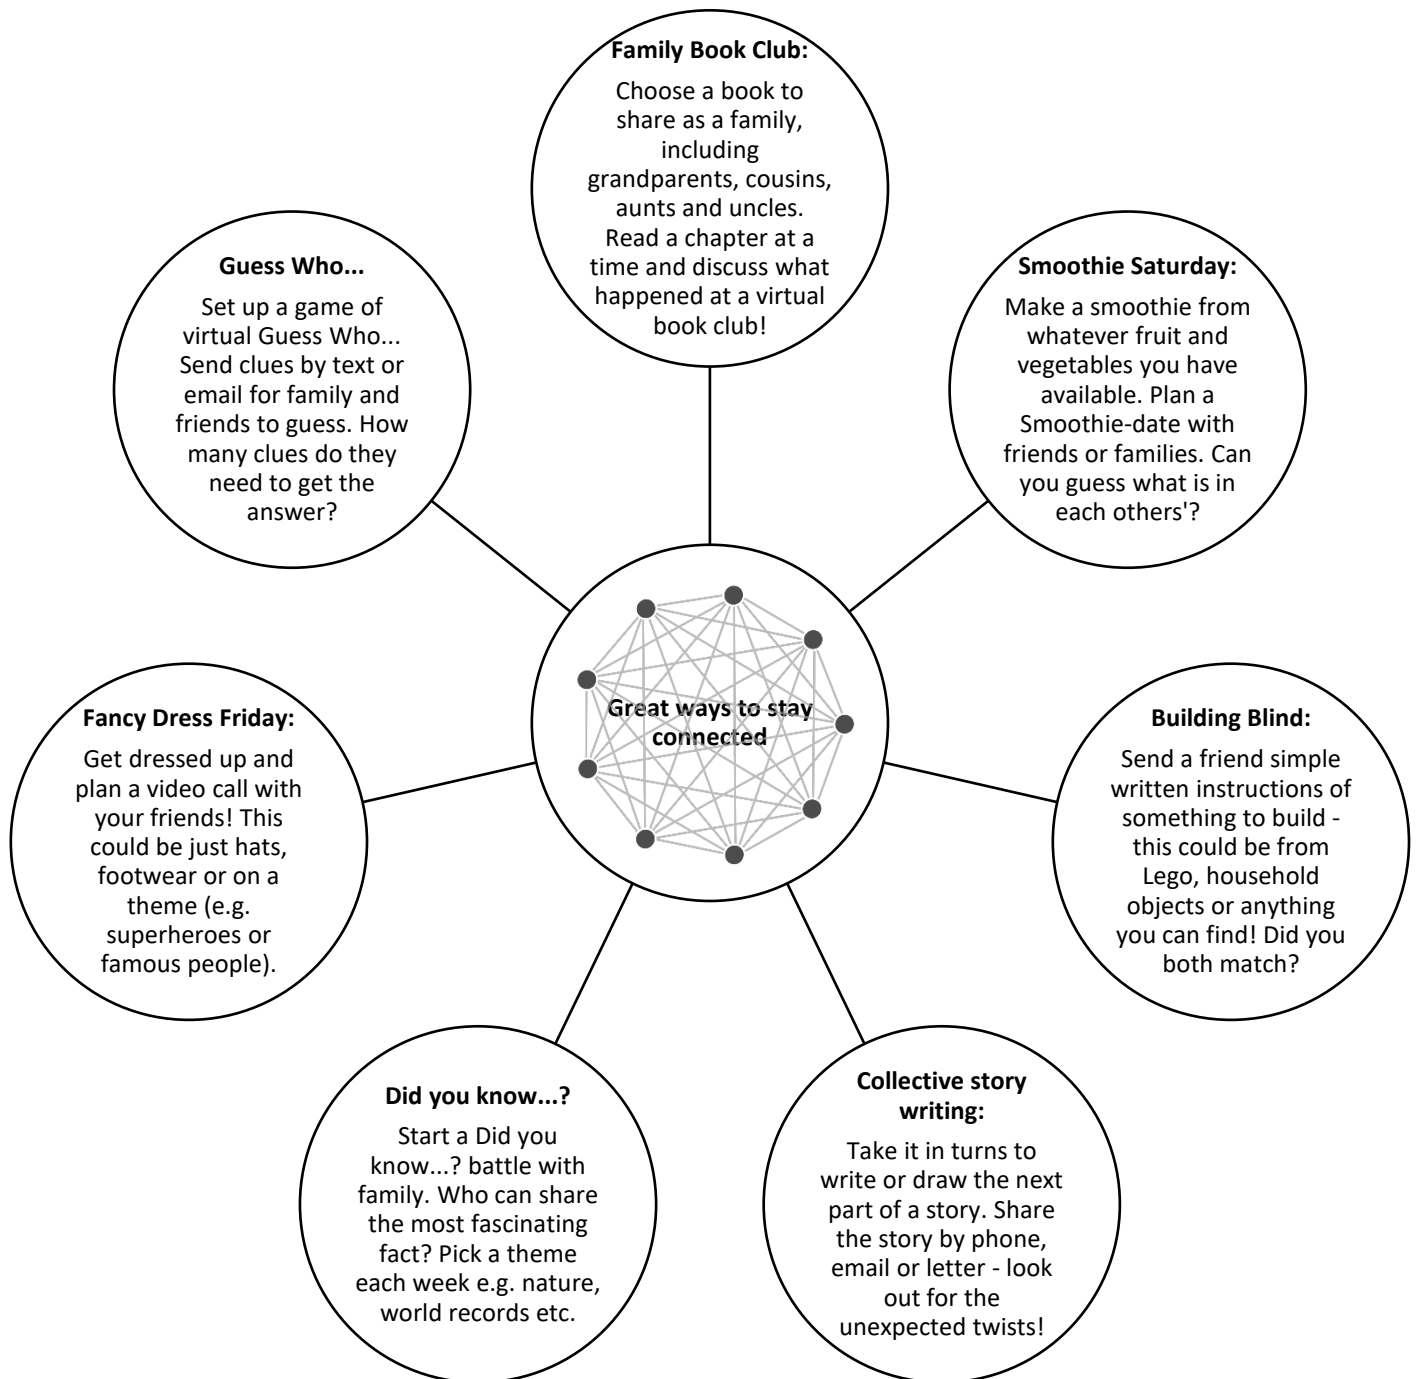 Family Book Club:
Choose a book to
share as a family,
including
grandparents, cousins,
aunts and uncles.
Read a chapter at a
time and discuss what
happened at a virtual
book club!
Guess Who...
Set up a game of
virtual Guess Who...
Send clues by text or
email for family and
friends to guess. How
many clues do they
need to get the
answer?
Smoothie Saturday:
Make a smoothie from
whatever fruit and
vegetables you have
available. Plan a
Smoothie-date with
friends or families. Can
you guess what is in
each others'?
Great ways to stay
connected
Fancy Dress Friday:
Get dressed up and
plan a video call with
your friends! This
could be just hats,
footwear or on a
theme (e.g.
superheroes or
famous people).
Building Blind:
Send a friend simple
written instructions of
something to build -
this could be from
Lego, household
objects or anything
you can find! Did you
both match?
Did you know...?
Start a Did you
know...? battle with
family. Who can share
the most fascinating
fact? Pick a theme
each week e.g. nature,
world records etc.
Collective story
writing:
Take it in turns to
write or draw the next
part of a story. Share
the story by phone,
email or letter - look
out for the
unexpected twists!